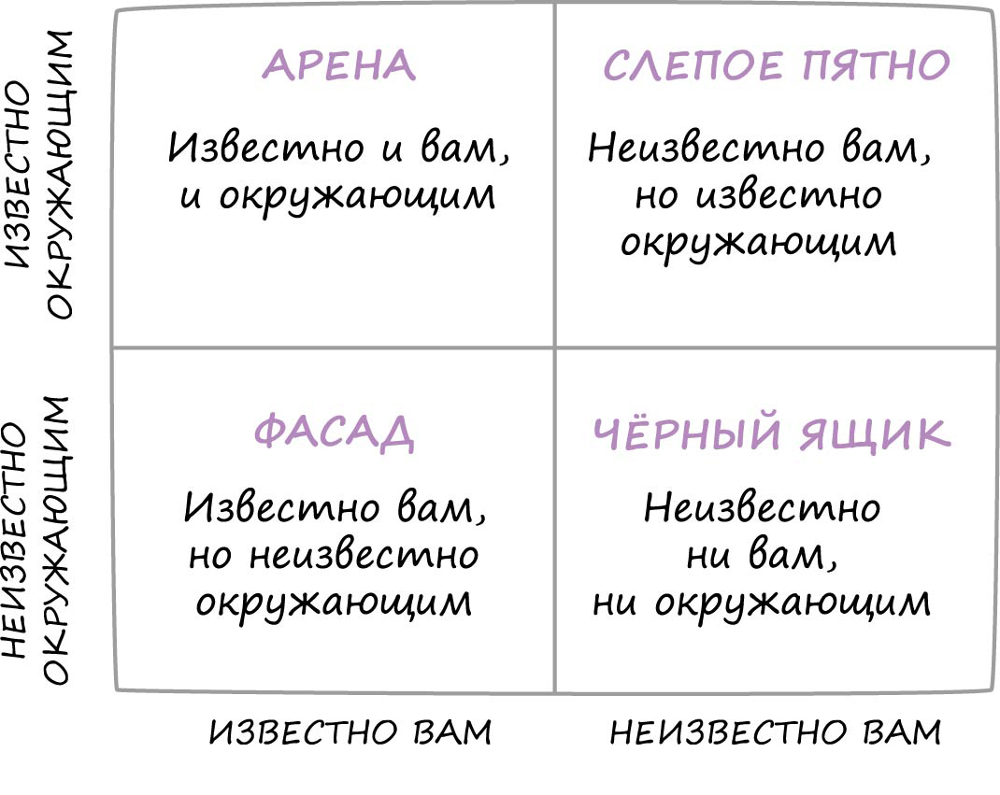 ИЗВЕСТНО
ОКРУЖАЮЩИМ
АРЕНА
Известно и вам,
и окружающим
СЛЕПОЕ ПЯТНО
Неизвестно вам,
но известно
окружающим
НЕИЗВЕСТНО
ОКРУЖАЮЩИМ
ФАСАД
Известно вам,
но неизвестно
окружающим
ЧЁРНЫЙ ЯЩИК
Неизвестно
ни вам,
ни окружающим
ИЗВЕСТНО ВАМ
НЕИЗВЕСТНО ВАМ